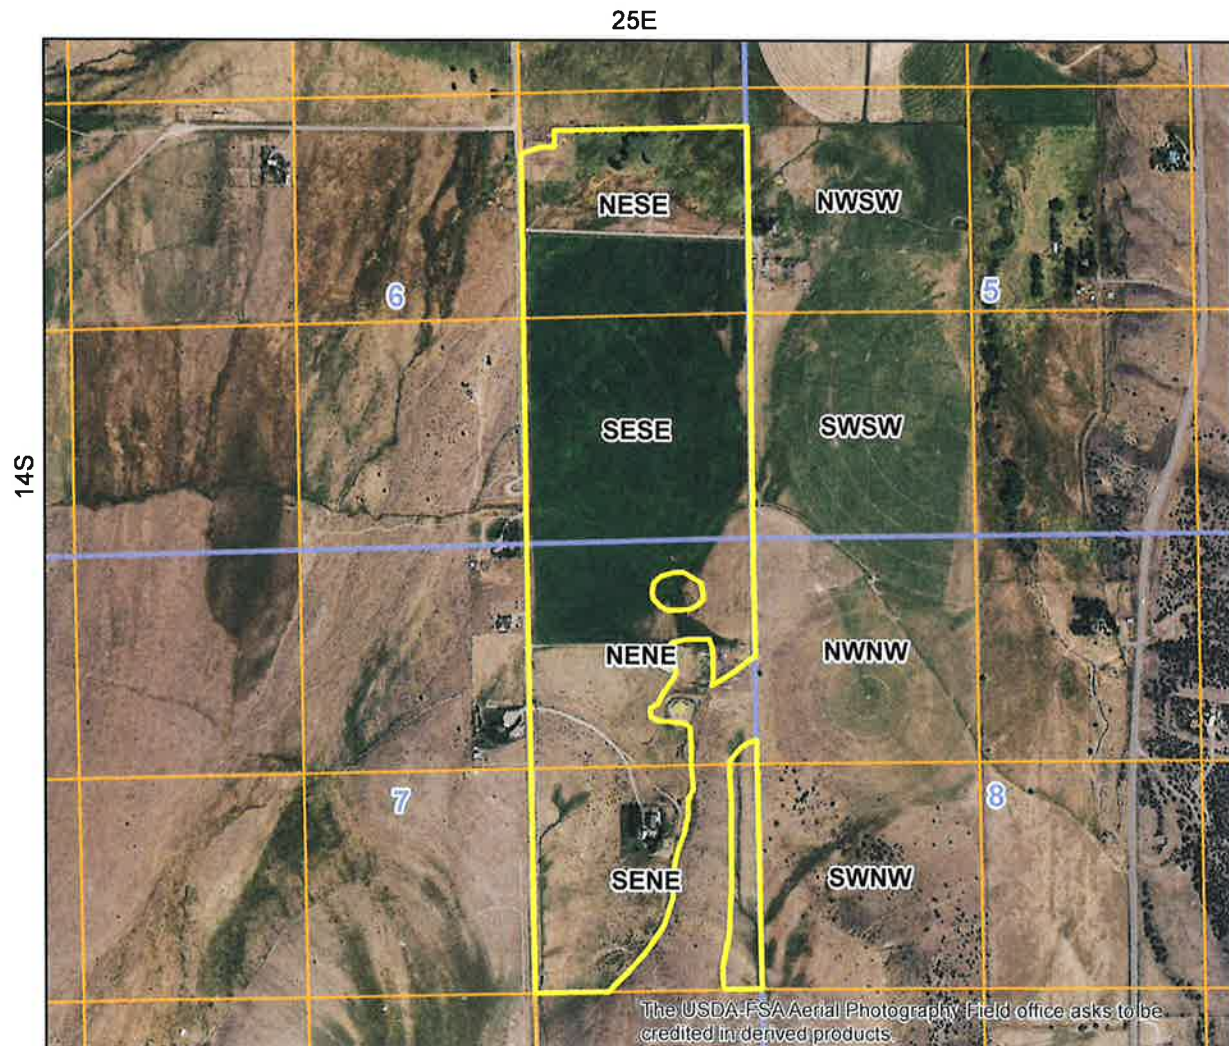 25E
NESE
NWSW
6
5
14S
SESE
SWSW
NENE
NWNW
7
8
SENE
SWNW
The USDA-FSA Aerial Photography Field office asks to be
credited in derived products.